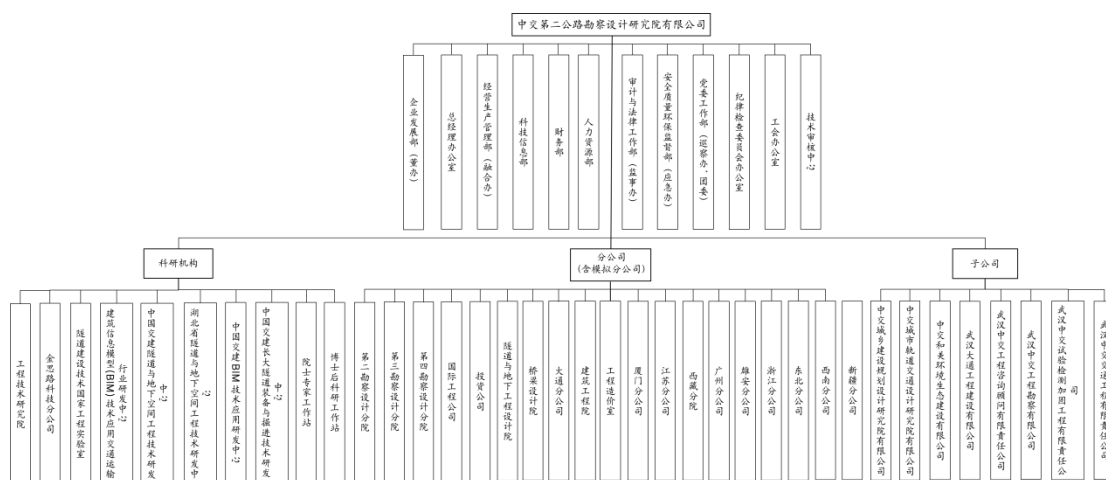 中交第二公路勘察设计研究院有限公司
企业发展部（董办）
总经理办公室
经营生产管理部（融合办）
科技信息部
财务部
人力资源部
审计与法律工作部（监事办）
安全质量环保监督部（应急办）
党委工作部（巡察办、团委）
纪律检查委员会办公室
工会办公室
技术审核中心
科研机构
分公司
(含模拟分公司)
子公司
工程技术研究院
金思路科技分公司
隧道建设技术国家工程实验室
建筑信息模型(BIM)技术应用交通运输
行业研发中心
中国交建隧道与地下空间工程技术研发
中心
湖北省隧道与地下空间工程技术研发中
心
中国交建BIM技术应用研发中心
中国交建长大隧道装备与掘进技术研发
中心
院士专家工作站
博士后科研工作站
第二勘察设计分院
第三勘察设计分院
第四勘察设计分院
国际工程公司
投资公司
隧道与地下工程设计院
桥梁设计院
大通分公司
建筑工程院
工程造价室
厦门分公司
江苏分公司
西藏分院
广州分公司
雄安分公司
浙江分公司
东北分公司
西南分公司
新疆分公司
中交城乡建设规划设计研究院有限公司
中交城市轨道交通设计研究院有限公司
中交和美环境生态建设有限公司
武汉大通工程建设有限公司
武汉中交工程咨询顾问有限责任公司
武汉中交工程勘察有限公司
武汉中交试验检测加固工程有限责任公
司